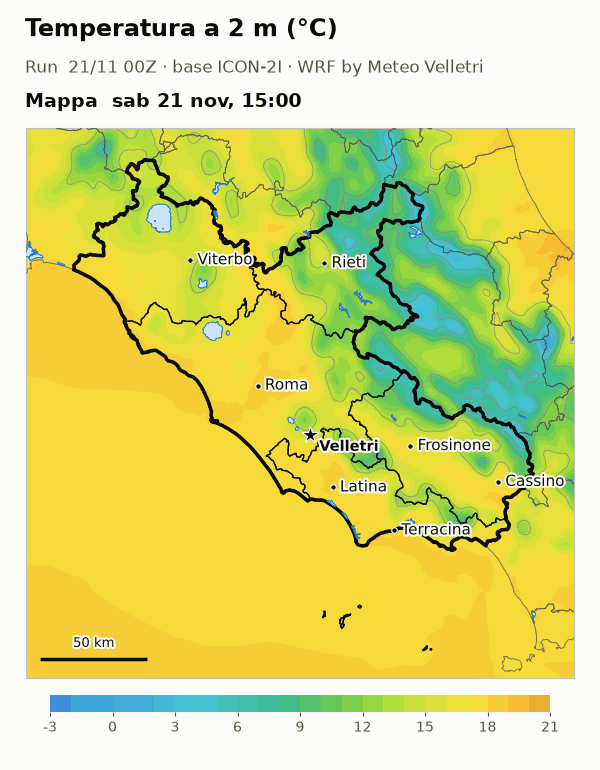 Temperatura a 2 m (°C)
Run  21/11 00Z · base ICON-2I · WRF by Meteo Velletri
Mappa  sab 21 nov, 15:00
Viterbo
Rieti
Roma
Velletri
Frosinone
Cassino
Latina
Terracina
50 km
-3 0 3 6 9 12 15 18 21